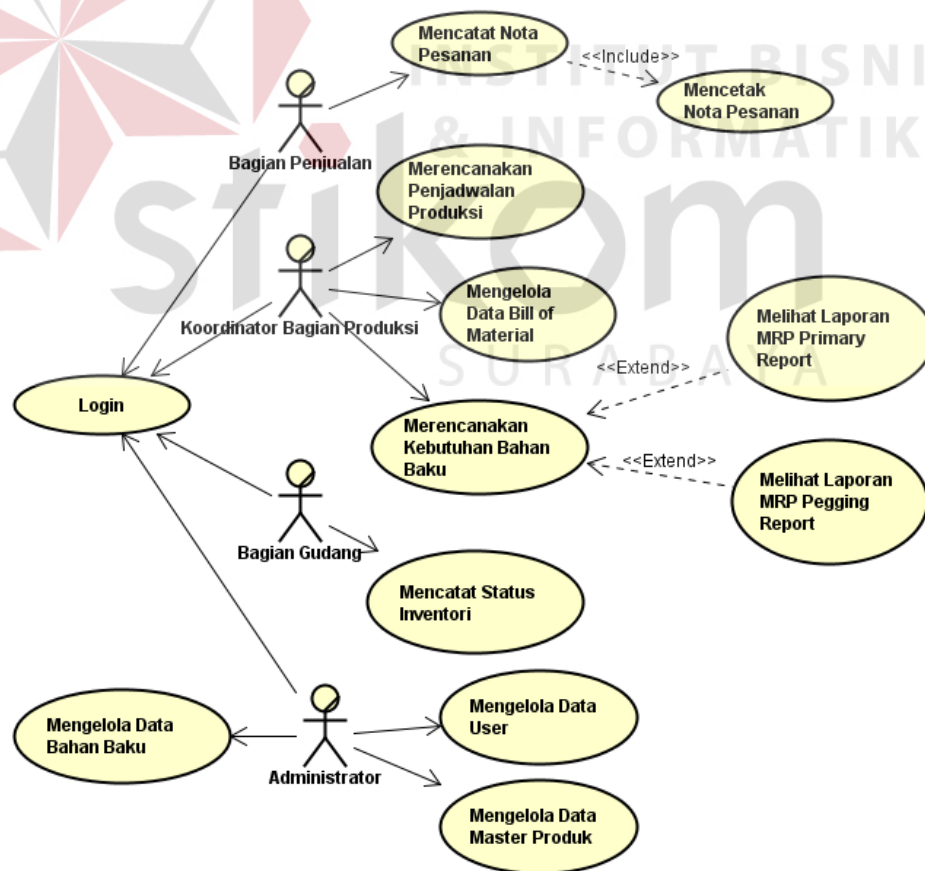 Mencatat Nota
Pesanan
<<Include>>
INSTITUT BISNI
Mencetak
Nota Pesanan
& INFORMATIK
Bagian Penjualan
Merencanakan
Penjadwalan
Produksi
stikom
Koordinator Bagian Produksi
Mengelola
Data Bill of
Material
SURABAYA
Melihat Laporan
MRP Primary
Report
<<Extend>>
Login
Merencanakan
Kebutuhan Bahan
Baku
<<Extend>>
Melihat Laporan
MRP Pegging
Report
Bagian Gudang
Mencatat Status
Inventori
Mengelola Data
Bahan Baku
Administrator
Mengelola Data
User
Mengelola Data
Master Produk